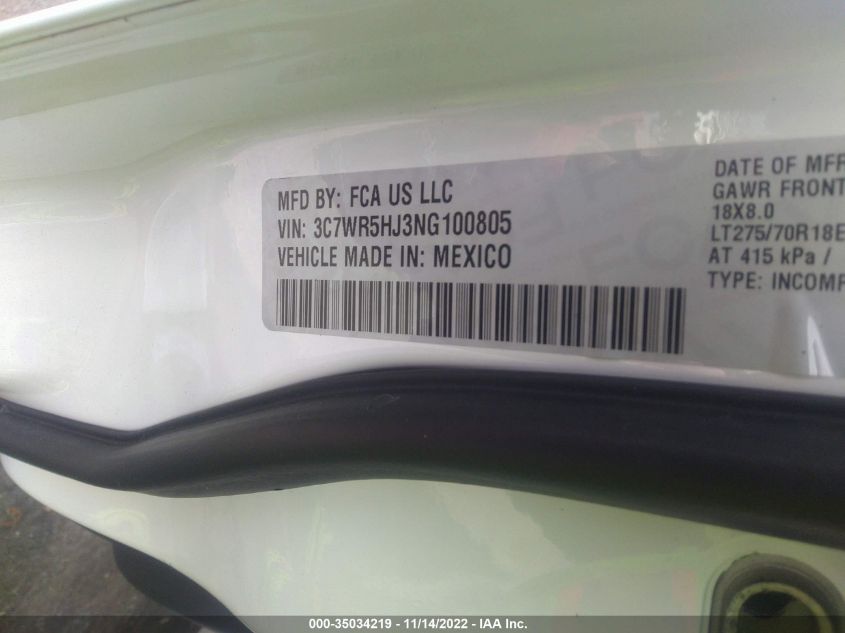 MFD BY: FCA US LLC
VIN: 3C7WR5HJ3NG100805
VEHICLE MADE IN: MEXICO
DATE OF MFR
GAWR FRONT
18X8.0
LT275/70R18E
AT 415 kPa /
TYPE: INCOMP
000-35034219 - 11/14/2022 - IAA Inc.